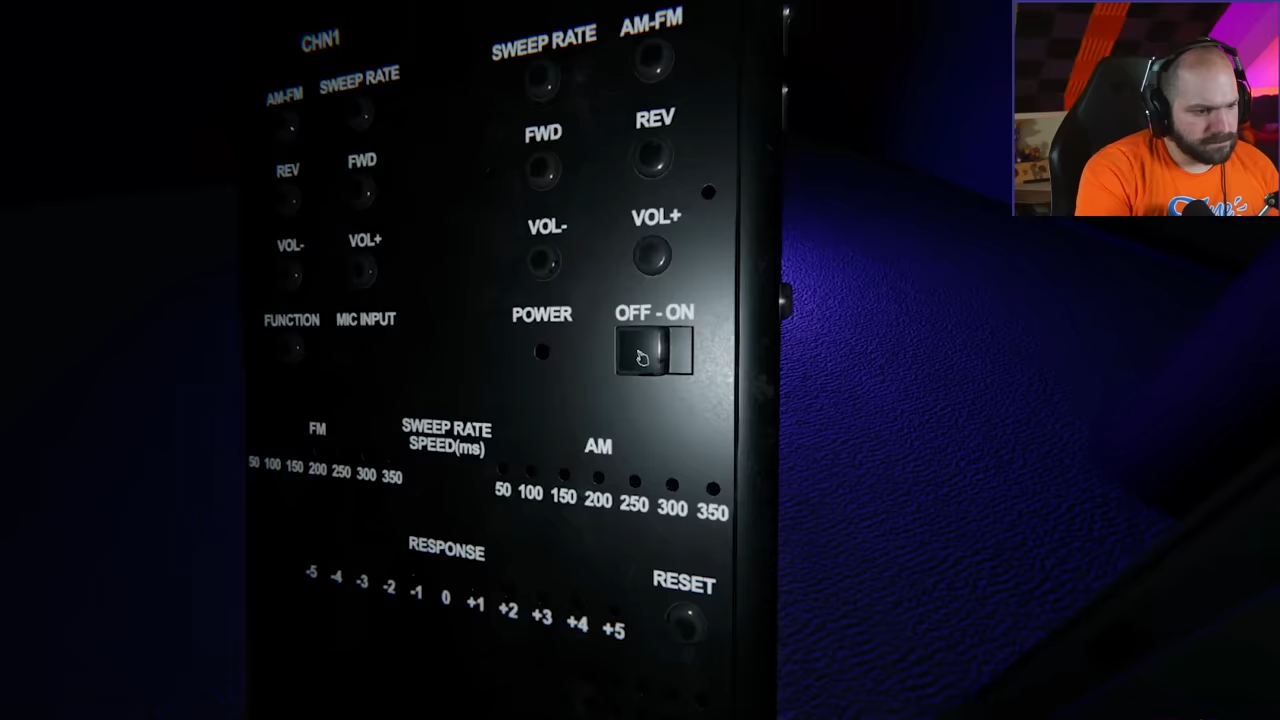 CHN1
AM-FM SWEEP RATE
REV FWD
VOL- VOL+
FUNCTION MIC INPUT
SWEEP RATE AM-FM
FWD REV
VOL- VOL+
POWER OFF - ON
FM
50 100 150 200 250 300 350
SWEEP RATE
SPEED(ms)
AM
50 100 150 200 250 300 350
RESPONSE
-5 -4 -3 -2 -1 0 +1 +2 +3 +4 +5
RESET